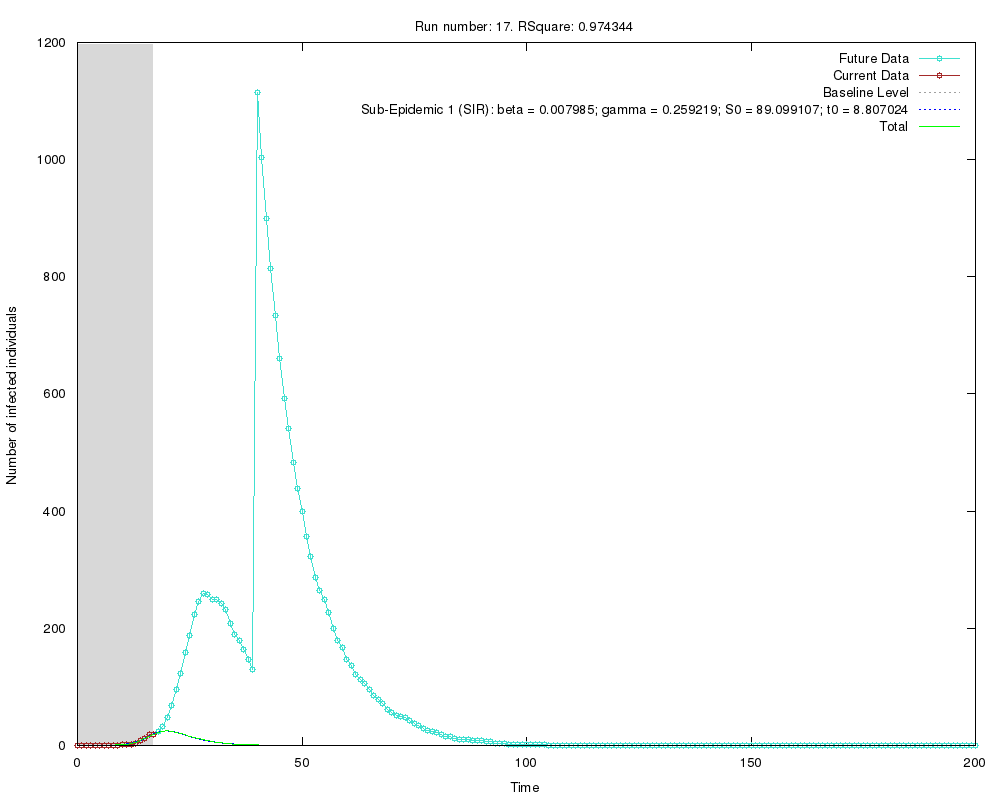 Run number: 17. RSquare: 0.974344
Future Data
Current Data
Baseline Level
Sub-Epidemic 1 (SIR): beta = 0.007985; gamma = 0.259219; S0 = 89.099107; t0 = 8.807024
Total
1200
1000
800
600
400
200
0
Number of infected individuals
0 50 100 150 200
Time